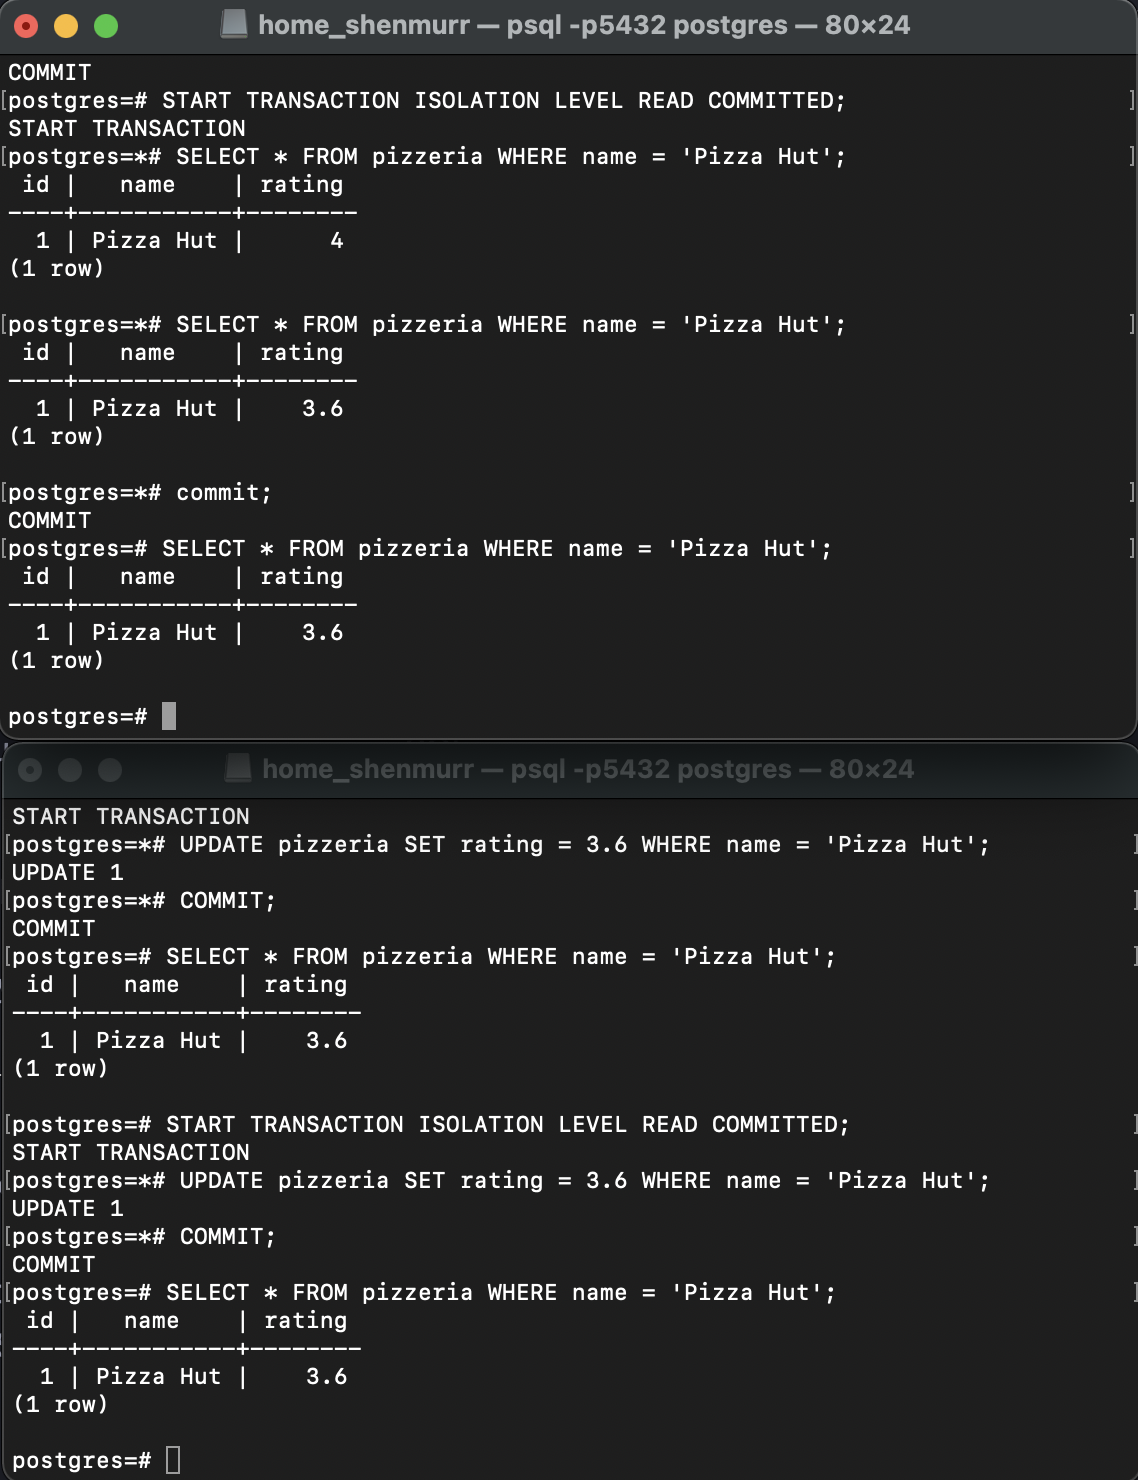 home_shenmurr — psql -p5432 postgres — 80×24
COMMIT
[postgres=# START TRANSACTION ISOLATION LEVEL READ COMMITTED; ]
START TRANSACTION
[postgres=*# SELECT * FROM pizzeria WHERE name = 'Pizza Hut'; ]
 id |   name    | rating
----+-----------+--------
  1 | Pizza Hut |      4
(1 row)

[postgres=*# SELECT * FROM pizzeria WHERE name = 'Pizza Hut'; ]
 id |   name    | rating
----+-----------+--------
  1 | Pizza Hut |    3.6
(1 row)

[postgres=*# commit; ]
COMMIT
[postgres=# SELECT * FROM pizzeria WHERE name = 'Pizza Hut'; ]
 id |   name    | rating
----+-----------+--------
  1 | Pizza Hut |    3.6
(1 row)

postgres=#
home_shenmurr — psql -p5432 postgres — 80×24
START TRANSACTION
[postgres=*# UPDATE pizzeria SET rating = 3.6 WHERE name = 'Pizza Hut'; ]
UPDATE 1
[postgres=*# COMMIT; ]
COMMIT
[postgres=# SELECT * FROM pizzeria WHERE name = 'Pizza Hut'; ]
 id |   name    | rating
----+-----------+--------
  1 | Pizza Hut |    3.6
(1 row)

[postgres=# START TRANSACTION ISOLATION LEVEL READ COMMITTED; ]
START TRANSACTION
[postgres=*# UPDATE pizzeria SET rating = 3.6 WHERE name = 'Pizza Hut'; ]
UPDATE 1
[postgres=*# COMMIT; ]
COMMIT
[postgres=# SELECT * FROM pizzeria WHERE name = 'Pizza Hut'; ]
 id |   name    | rating
----+-----------+--------
  1 | Pizza Hut |    3.6
(1 row)

postgres=#